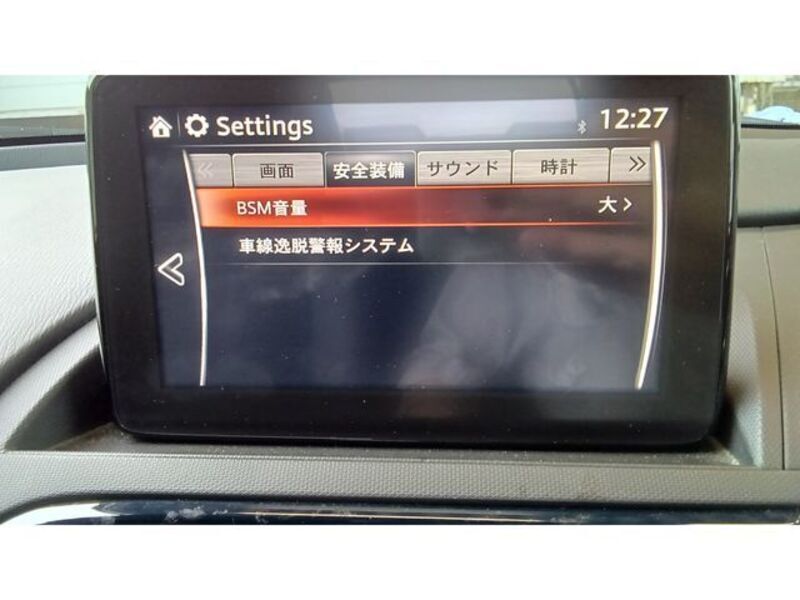 Settings 12:27
画面 安全装備 サウンド 時計
BSM音量 大
車線逸脱警報システム